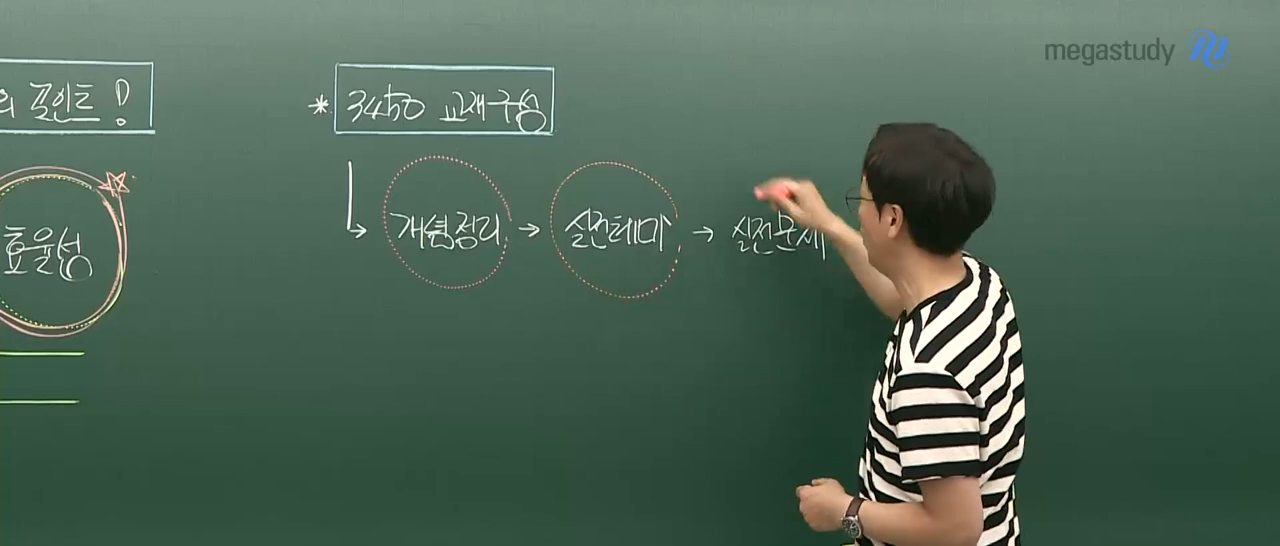 megastudy
의 포인트!
* 3450 교재구성
효율성
→ 개념정리 → 실전테마 → 실전문제